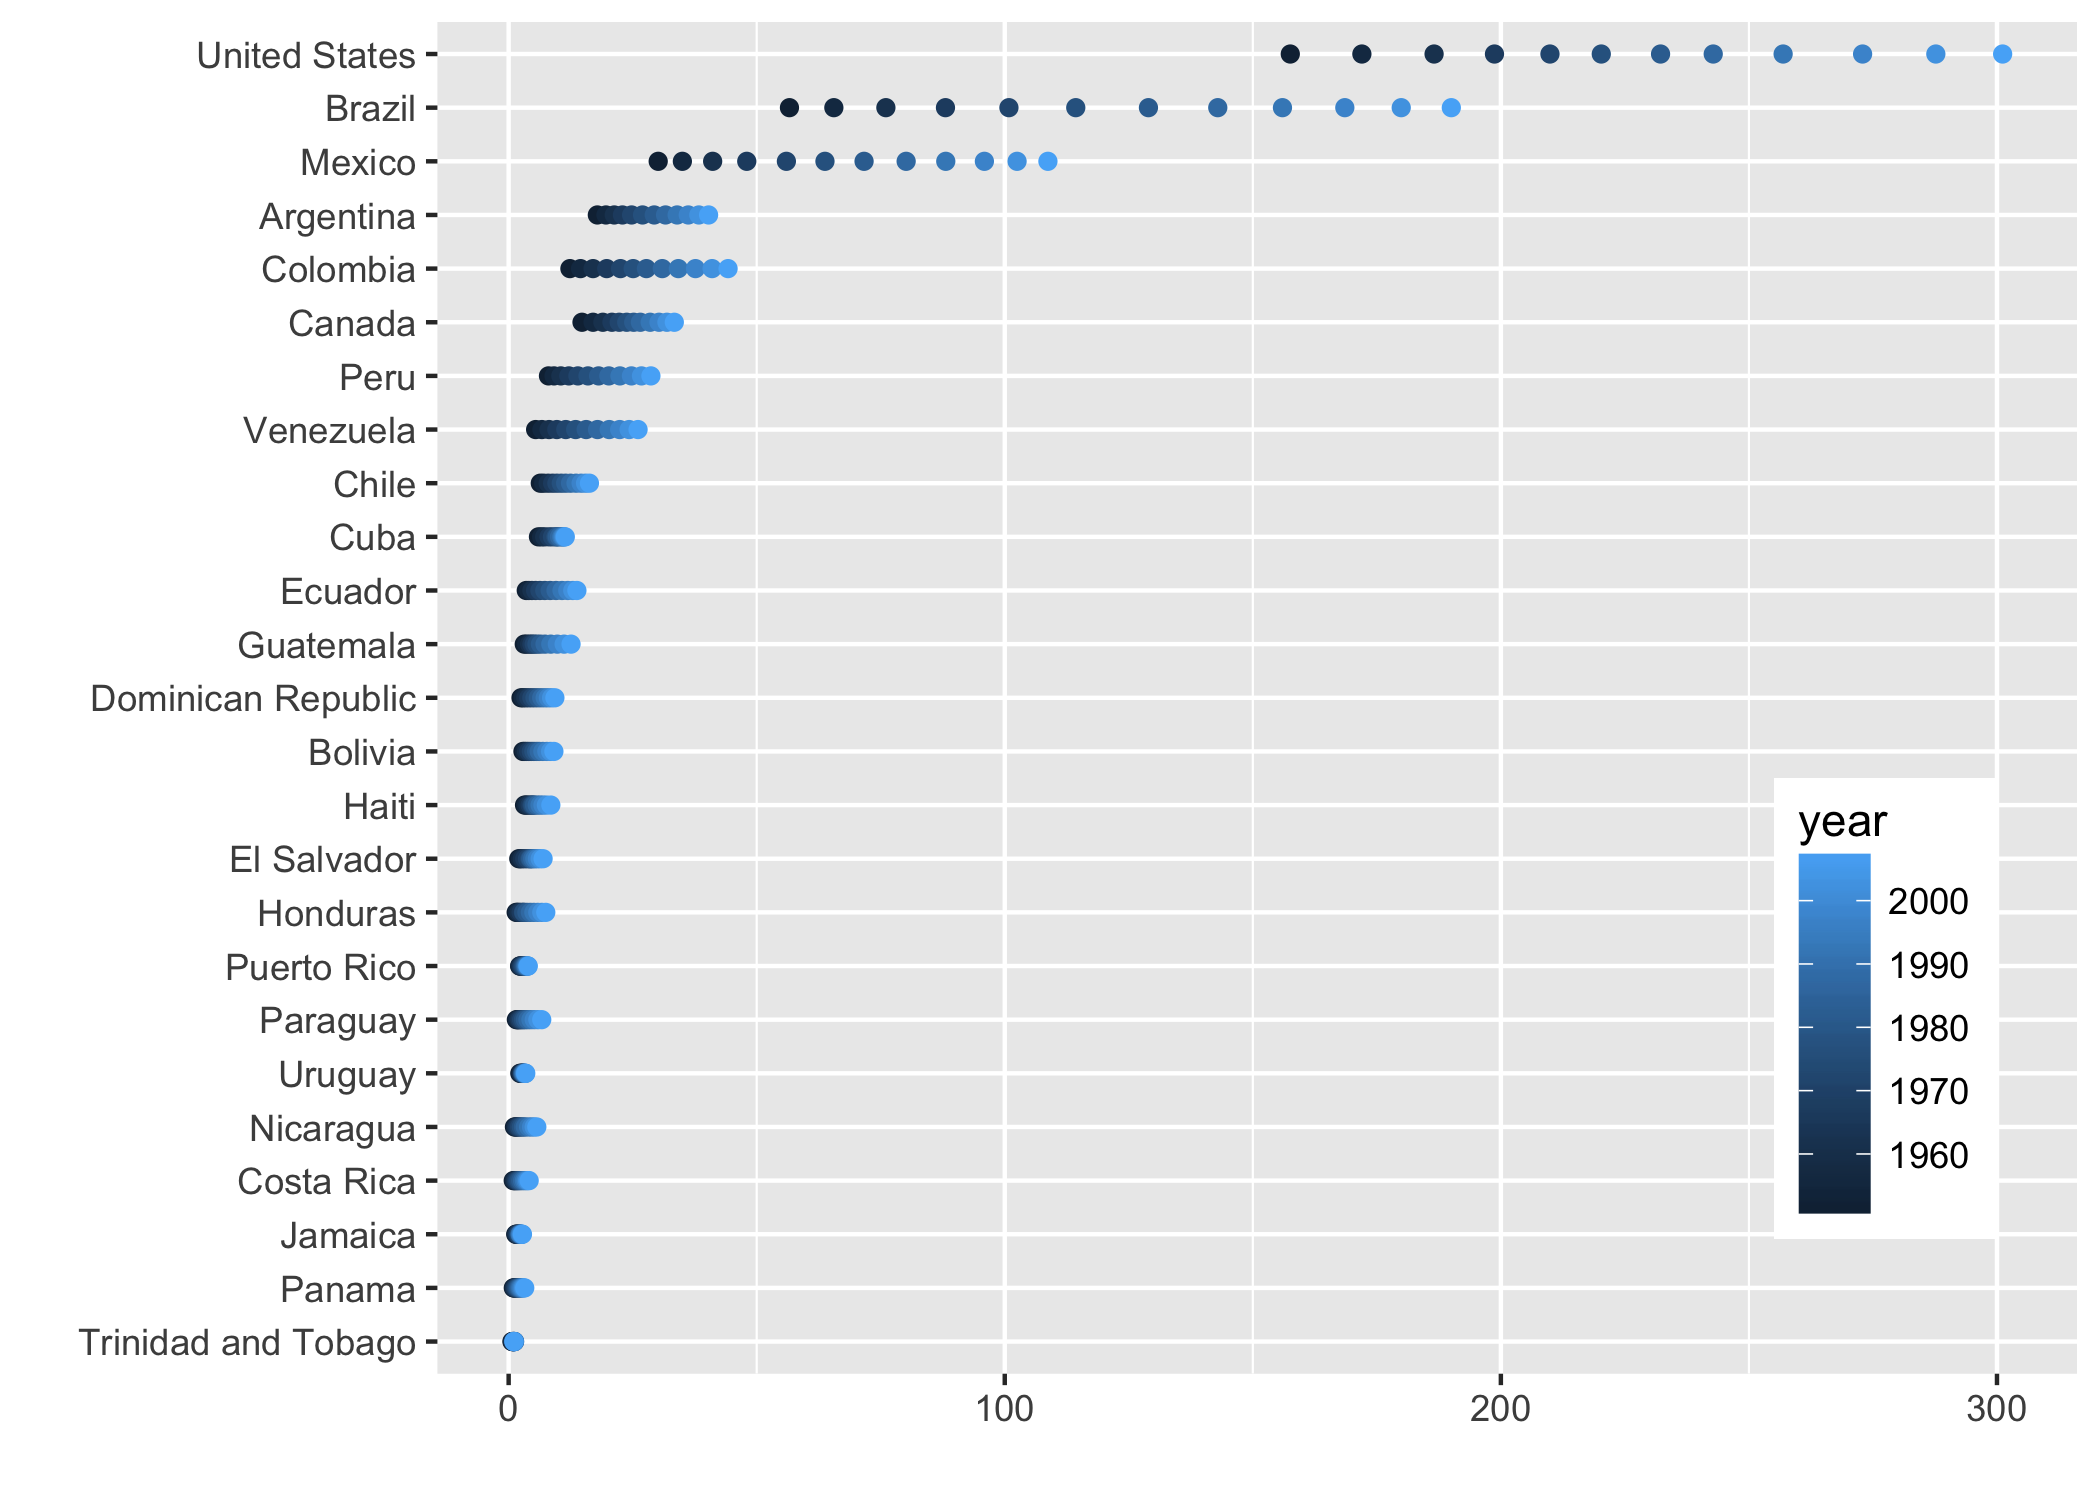 United States
Brazil
Mexico
Argentina
Colombia
Canada
Peru
Venezuela
Chile
Cuba
Ecuador
Guatemala
Dominican Republic
Bolivia
Haiti
El Salvador
Honduras
Puerto Rico
Paraguay
Uruguay
Nicaragua
Costa Rica
Jamaica
Panama
Trinidad and Tobago
0 100 200 300
year
2000
1990
1980
1970
1960